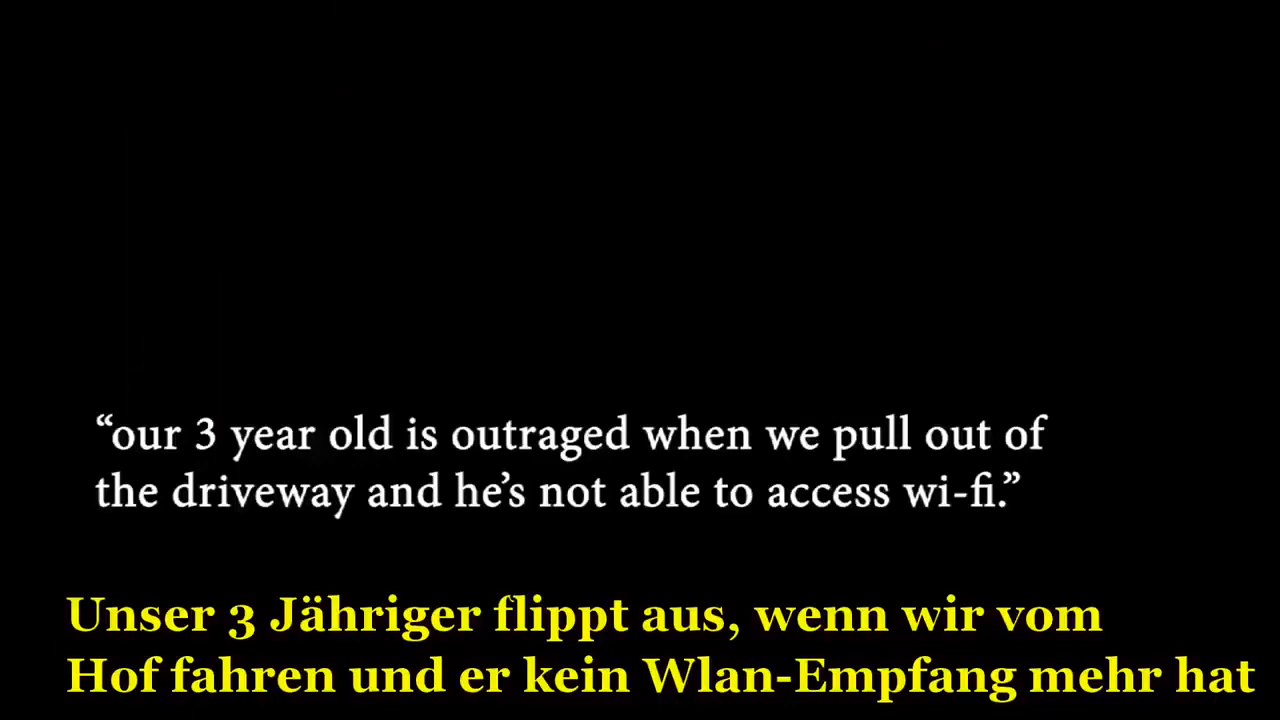 “our 3 year old is outraged when we pull out of
the driveway and he’s not able to access wi-fi.”
Unser 3 Jähriger flippt aus, wenn wir vom
Hof fahren und er kein Wlan-Empfang mehr hat